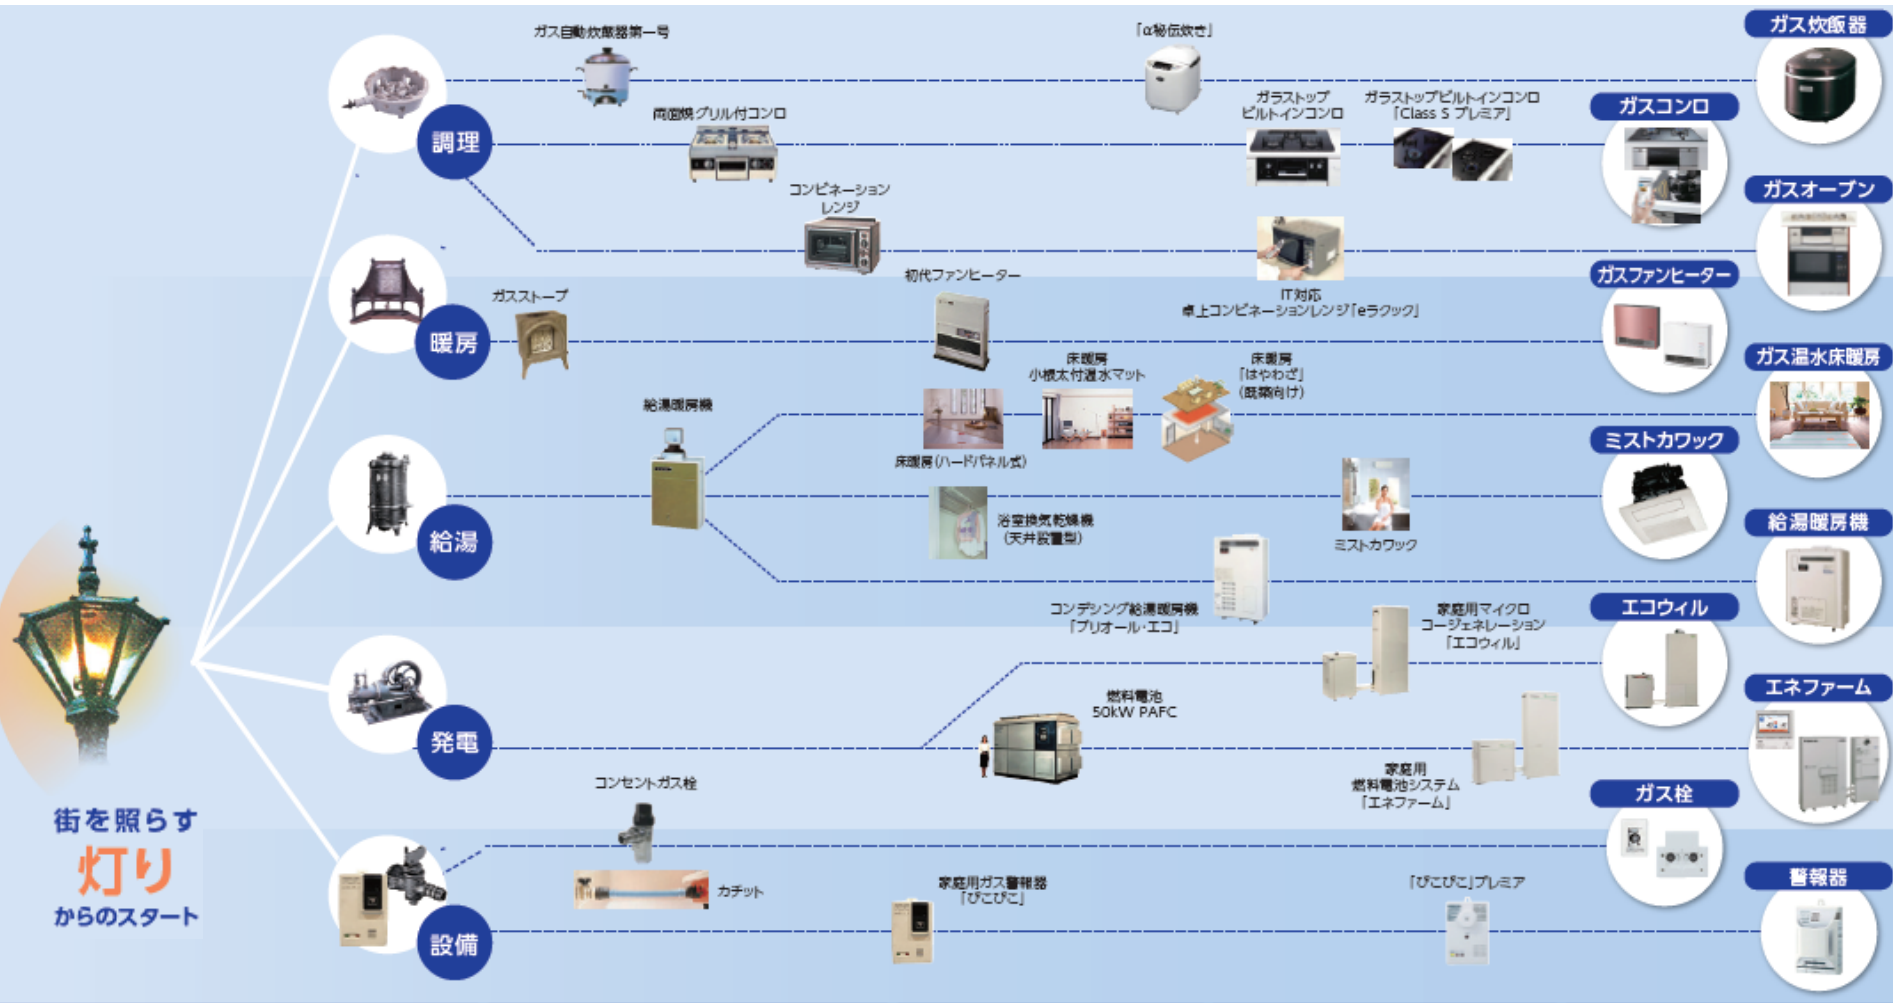 ガス自動炊飯器第一号
「α秘伝炊き」
ガス炊飯器
調理
両面焼グリル付コンロ
ガラストップ
ビルトインコンロ
ガラストップビルトインコンロ
「Class S プレミア」
ガスコンロ
コンビネーション
レンジ
IT対応
卓上コンビネーションレンジ「eラクック」
ガスオーブン
暖房
ガスストーブ
初代ファンヒーター
ガスファンヒーター
給湯
給湯暖房機
床暖房(ハードパネル式)
床暖房
小根太付温水マット
床暖房
「はやわざ」
(既築向け)
ガス温水床暖房
浴室換気乾燥機
(天井設置型)
ミストカワック
ミストカワック
コンデシング給湯暖房機
「プリオール・エコ」
給湯暖房機
発電
家庭用マイクロ
コージェネレーション
「エコウィル」
エコウィル
燃料電池
50kW PAFC
家庭用
燃料電池システム
「エネファーム」
エネファーム
設備
コンセントガス栓
カチット
ガス栓
家庭用ガス警報器
「ぴこぴこ」
「ぴこぴこ」プレミア
警報器
街を照らす
灯り
からのスタート